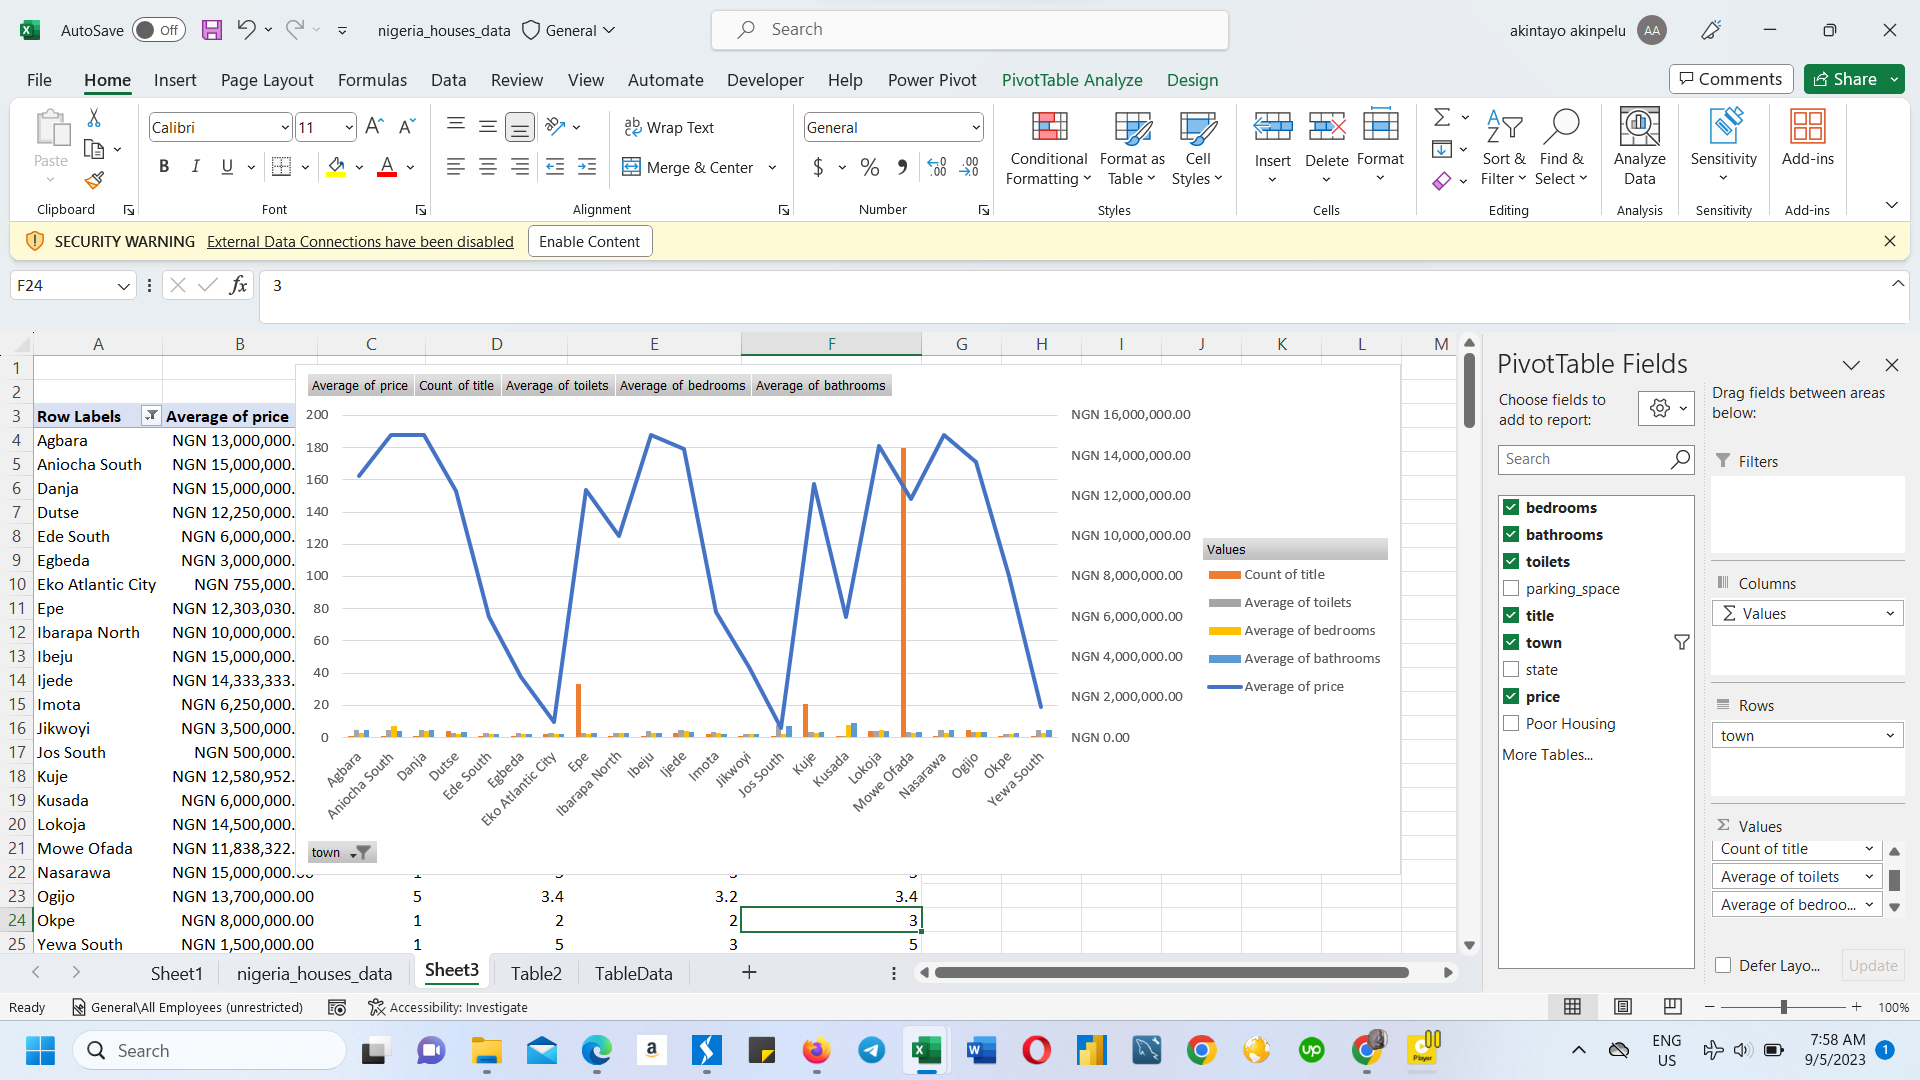 AutoSave Off nigeria_houses_data General Search akintayo akinpelu AA
File Home Insert Page Layout Formulas Data Review View Automate Developer Help Power Pivot PivotTable Analyze Design Comments Share
Paste
Calibri 11
B I U
Wrap Text
Merge & Center
General
$ %
Conditional Formatting
Format as Table
Cell Styles
Insert Delete Format
Sort & Filter
Find & Select
Analyze Data
Sensitivity
Add-ins
Clipboard Font Alignment Number Styles Cells Editing Analysis Sensitivity Add-ins
SECURITY WARNING External Data Connections have been disabled Enable Content
F24 fx 3
A B C D E F G H I J K L M
1
2
3 Row Labels Average of price
4 Agbara NGN 13,000,000.
5 Aniocha South NGN 15,000,000.
6 Danja NGN 15,000,000.
7 Dutse NGN 12,250,000.
8 Ede South NGN 6,000,000.
9 Egbeda NGN 3,000,000.
10 Eko Atlantic City NGN 755,000.
11 Epe NGN 12,303,030.
12 Ibarapa North NGN 10,000,000.
13 Ibeju NGN 15,000,000.
14 Ijede NGN 14,333,333.
15 Imota NGN 6,250,000.
16 Jikwoyi NGN 3,500,000.
17 Jos South NGN 500,000.
18 Kuje NGN 12,580,952.
19 Kusada NGN 6,000,000.
20 Lokoja NGN 14,500,000.
21 Mowe Ofada NGN 11,838,322.
22 Nasarawa NGN 15,000,000.00
23 Ogijo NGN 13,700,000.00 5 3.4 3.2 3.4
24 Okpe NGN 8,000,000.00 1 2 2 3
25 Yewa South NGN 1,500,000.00 1 5 3 5
Average of price Count of title Average of toilets Average of bedrooms Average of bathrooms
200
180
160
140
120
100
80
60
40
20
0
NGN 16,000,000.00
NGN 14,000,000.00
NGN 12,000,000.00
NGN 10,000,000.00
NGN 8,000,000.00
NGN 6,000,000.00
NGN 4,000,000.00
NGN 2,000,000.00
NGN 0.00
Agbara
Aniocha South
Danja
Dutse
Ede South
Egbeda
Eko Atlantic City
Epe
Ibarapa North
Ibeju
Ijede
Imota
Jikwoyi
Jos South
Kuje
Kusada
Lokoja
Mowe Ofada
Nasarawa
Ogijo
Okpe
Yewa South
Values
Count of title
Average of toilets
Average of bedrooms
Average of bathrooms
Average of price
town
PivotTable Fields
Choose fields to
add to report:
Search
bedrooms
bathrooms
toilets
parking_space
title
town
state
price
Poor Housing
More Tables...
Drag fields between areas
below:
Filters
Columns
Σ Values
Rows
town
Σ Values
Count of title
Average of toilets
Average of bedroo...
Defer Layo... Update
Sheet1 nigeria_houses_data Sheet3 Table2 TableData
Ready General\All Employees (unrestricted) Accessibility: Investigate 100%
Search
ENG
US
7:58 AM
9/5/2023
1